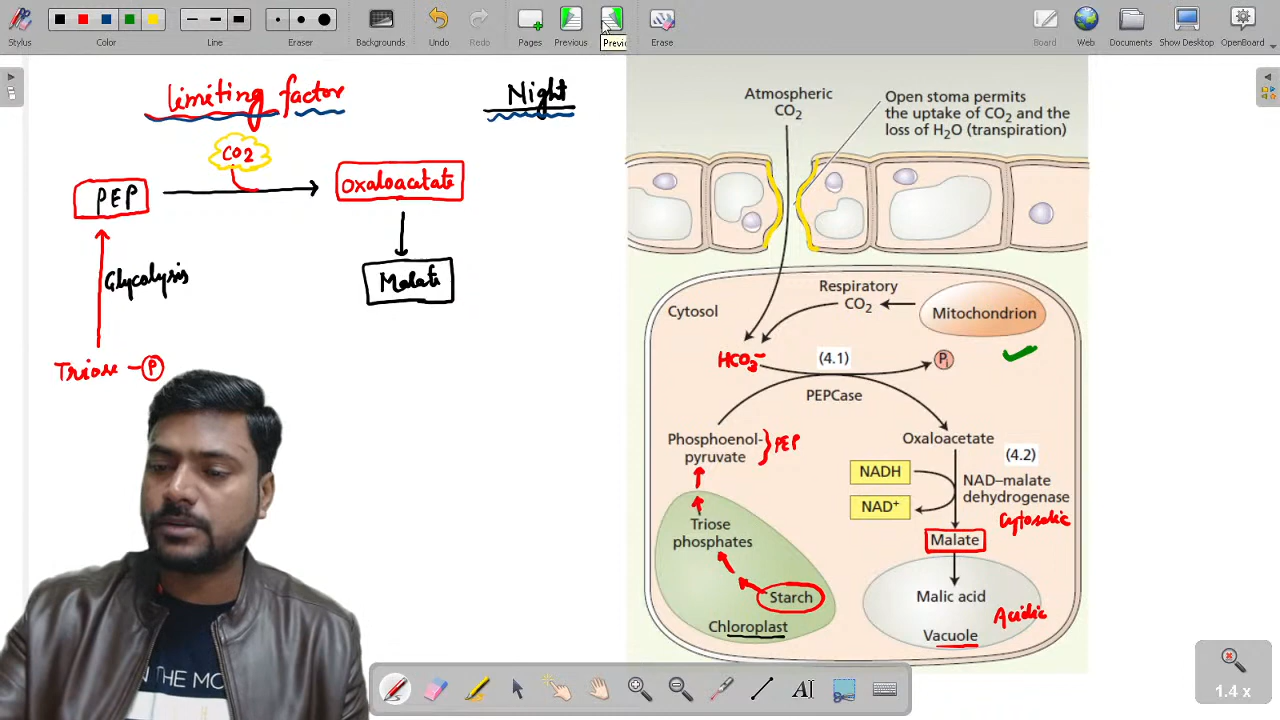 Stylus
Color
Line
Eraser
Backgrounds
Undo
Redo
Pages
Previous
Previ
Erase
Board
Web
Documents
Show Desktop
OpenBoard
Limiting factor
Night
CO2
PEP
Oxaloacetate
Glycolysis
Malate
Triose - P
Atmospheric
CO2
Open stoma permits
the uptake of CO2 and the
loss of H2O (transpiration)
Respiratory
CO2
Cytosol
Mitochondrion
HCO3-
(4.1)
Pi
PEPCase
Phosphoenol-
pyruvate
} PEP
Oxaloacetate
(4.2)
NADH
NAD–malate
dehydrogenase
NAD+
Cytosolic
Triose
phosphates
Malate
Starch
Malic acid
Acidic
Chloroplast
Vacuole
N THE MO
1.4 x